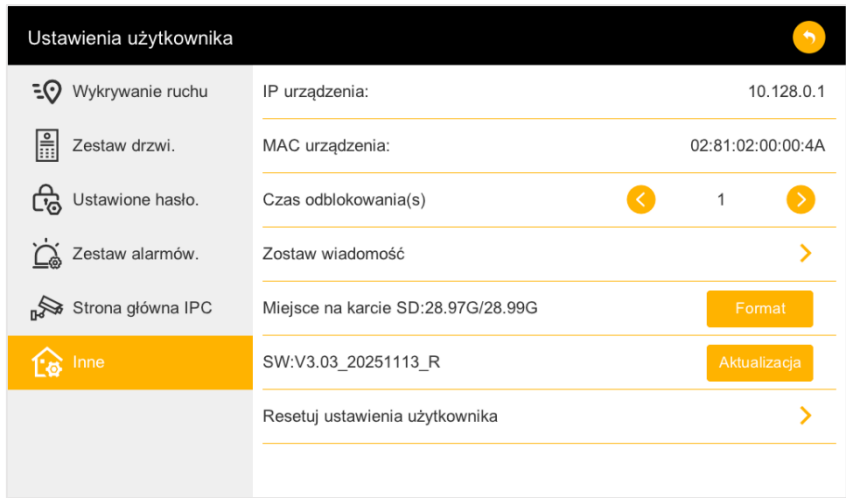 Ustawienia użytkownika
Wykrywanie ruchu
IP urządzenia: 10.128.0.1
Zestaw drzwi.
MAC urządzenia: 02:81:02:00:00:4A
Ustawione hasło.
Czas odblokowania(s) 1
Zestaw alarmów.
Zostaw wiadomość
Strona główna IPC
Miejsce na karcie SD:28.97G/28.99G Format
Inne
SW:V3.03_20251113_R Aktualizacja
Resetuj ustawienia użytkownika